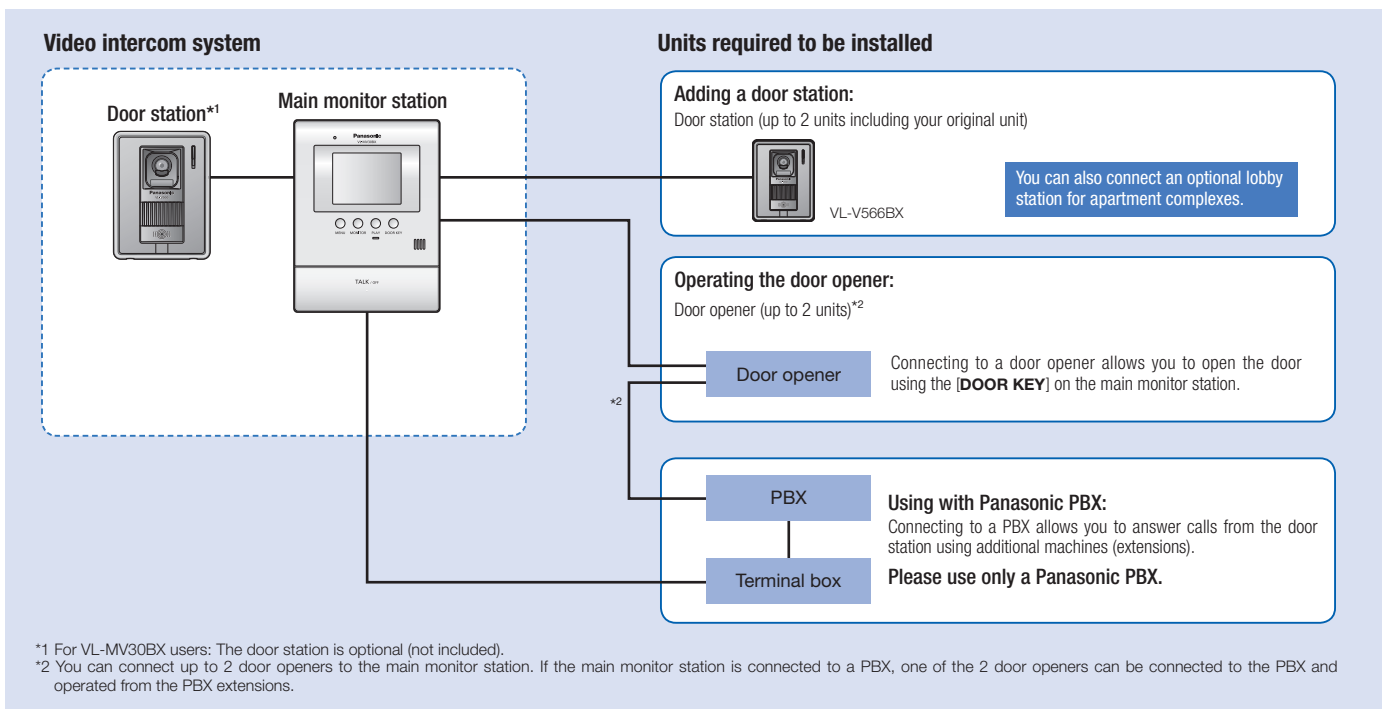 Video intercom system
Door station*1
Main monitor station
Panasonic
Panasonic
MENU MONITOR PLAY DOOR KEY
TALK / OFF
Units required to be installed
Adding a door station:
Door station (up to 2 units including your original unit)
VL-V566BX
You can also connect an optional lobby
station for apartment complexes.
Operating the door opener:
Door opener (up to 2 units)*2
Door opener
Connecting to a door opener allows you to open the door
using the [DOOR KEY] on the main monitor station.
*2
PBX
Terminal box
Using with Panasonic PBX:
Connecting to a PBX allows you to answer calls from the door
station using additional machines (extensions).
Please use only a Panasonic PBX.
*1 For VL-MV30BX users: The door station is optional (not included).
*2 You can connect up to 2 door openers to the main monitor station. If the main monitor station is connected to a PBX, one of the 2 door openers can be connected to the PBX and
operated from the PBX extensions.